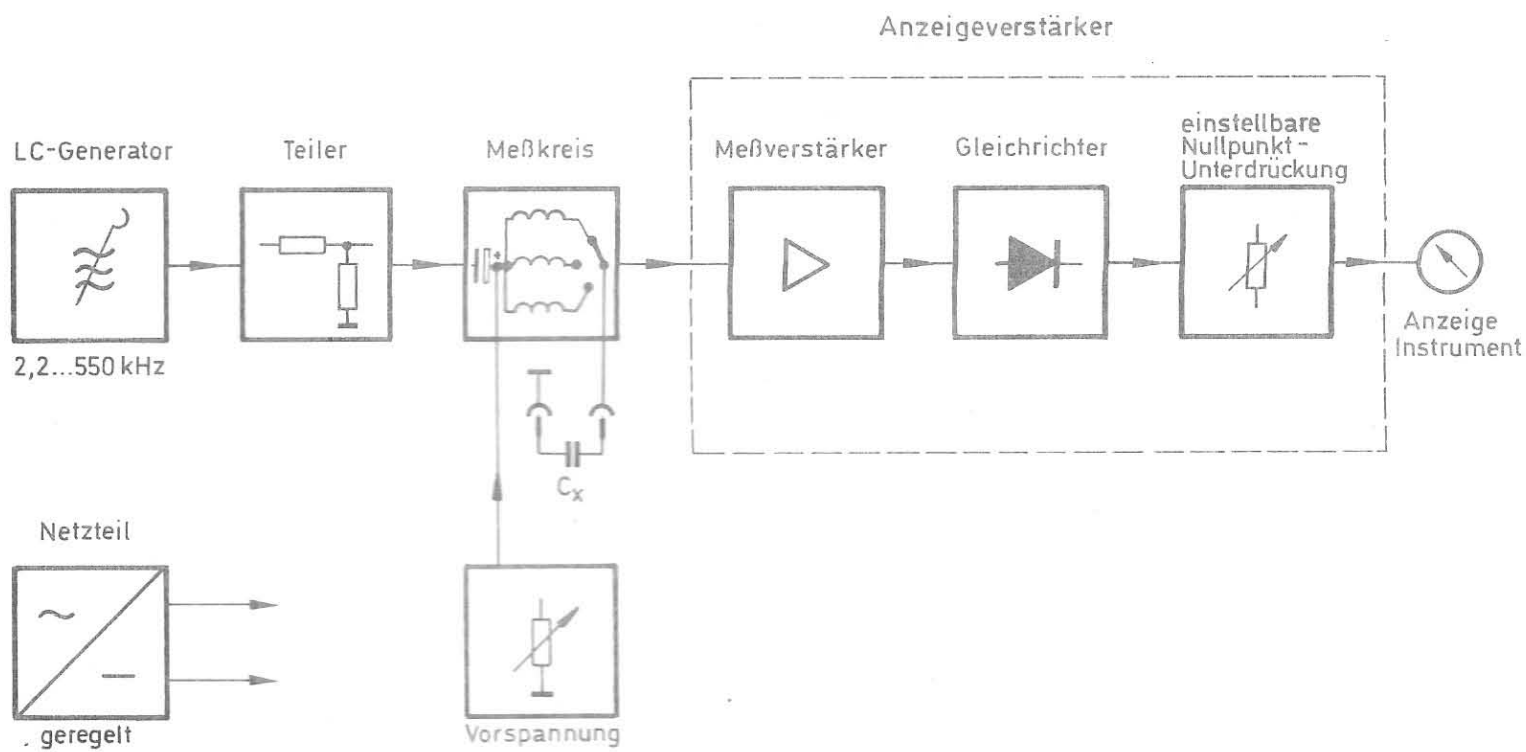 Anzeigeverstärker
LC-Generator
Teiler
Meßkreis
Meßverstärker
Gleichrichter
einstellbare
Nullpunkt-
Unterdrückung
+
2,2...550 kHz
Anzeige
Instrument
Cx
Netzteil
geregelt
Vorspannung